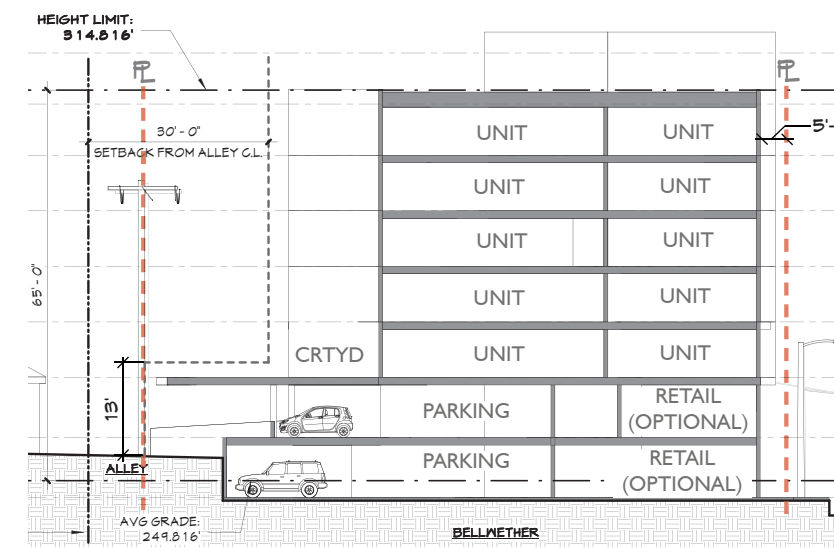 HEIGHT LIMIT:
314.816'
PL
PL
30'-0"
SETBACK FROM ALLEY C.L.
5'-
UNIT
UNIT
UNIT
UNIT
UNIT
UNIT
UNIT
UNIT
65'-0"
CRTYD
UNIT
UNIT
13'
PARKING
RETAIL
(OPTIONAL)
ALLEY
PARKING
RETAIL
(OPTIONAL)
AVG GRADE:
249.816'
BELLWETHER